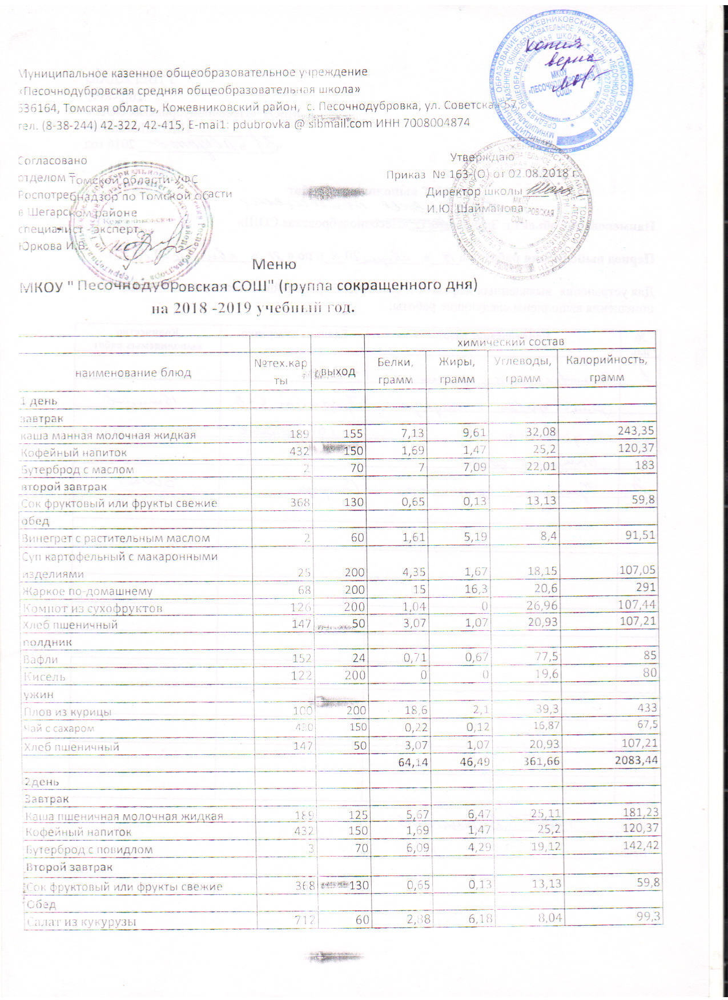 Копия
верна
МКОУ
«ПЕСОЧНОДУБРОВСКАЯ
СОШ»
Муниципальное казенное общеобразовательное учреждение
«Песочнодубровская средняя общеобразовательная школа»
636164, Томская область, Кожевниковский район, с. Песочнодубровка, ул. Советская 57,
тел. (8-38-244) 42-322, 42-415, E-mai1: pdubrovka @ sibmail.com ИНН 7008004874
Согласовано
отделом Томской области УФС
Роспотребнадзор по Томской области
в Шегарском районе
специалист - эксперт
Юркова И.В.
Утверждаю
Приказ № 163-(О) от 02.08.2018 г.
Директор школы
И.Ю. Шайманова
Меню
МКОУ " Песочнодубровская СОШ" (группа сокращенного дня)
на 2018 -2019 учебный год.
химический состав
наименование блюд №тех.карты выход Белки, грамм Жиры, грамм Углеводы, грамм Калорийность, грамм
1 день
завтрак
каша манная молочная жидкая 189 155 7,13 9,61 32,08 243,35
Кофейный напиток 432 150 1,69 1,47 25,2 120,37
Бутерброд с маслом 2 70 7 7,09 22,01 183
второй завтрак
Сок фруктовый или фрукты свежие 368 130 0,65 0,13 13,13 59,8
обед
Винегрет с растительным маслом 2 60 1,61 5,19 8,4 91,51
Суп картофельный с макаронными
изделиями 25 200 4,35 1,67 18,15 107,05
Жаркое по-домашнему 68 200 15 16,3 20,6 291
Компот из сухофруктов 126 200 1,04 0 26,96 107,44
Хлеб пшеничный 147 50 3,07 1,07 20,93 107,21
полдник
Вафли 152 24 0,71 0,67 77,5 85
Кисель 122 200 0 0 19,6 80
ужин
Плов из курицы 100 200 18,6 2,1 39,3 433
Чай с сахаром 430 150 0,22 0,12 16,87 67,5
Хлеб пшеничный 147 50 3,07 1,07 20,93 107,21
64,14 46,49 361,66 2083,44
2день
Завтрак
Каша пшеничная молочная жидкая 189 125 5,67 6,47 25,11 181,23
Кофейный напиток 432 150 1,69 1,47 25,2 120,37
Бутерброд с повидлом 3 70 6,09 4,29 19,12 142,42
Второй завтрак
Сок фруктовый или фрукты свежие 368 130 0,65 0,13 13,13 59,8
Обед
Салат из кукурузы 712 60 2,88 6,18 8,04 99,3